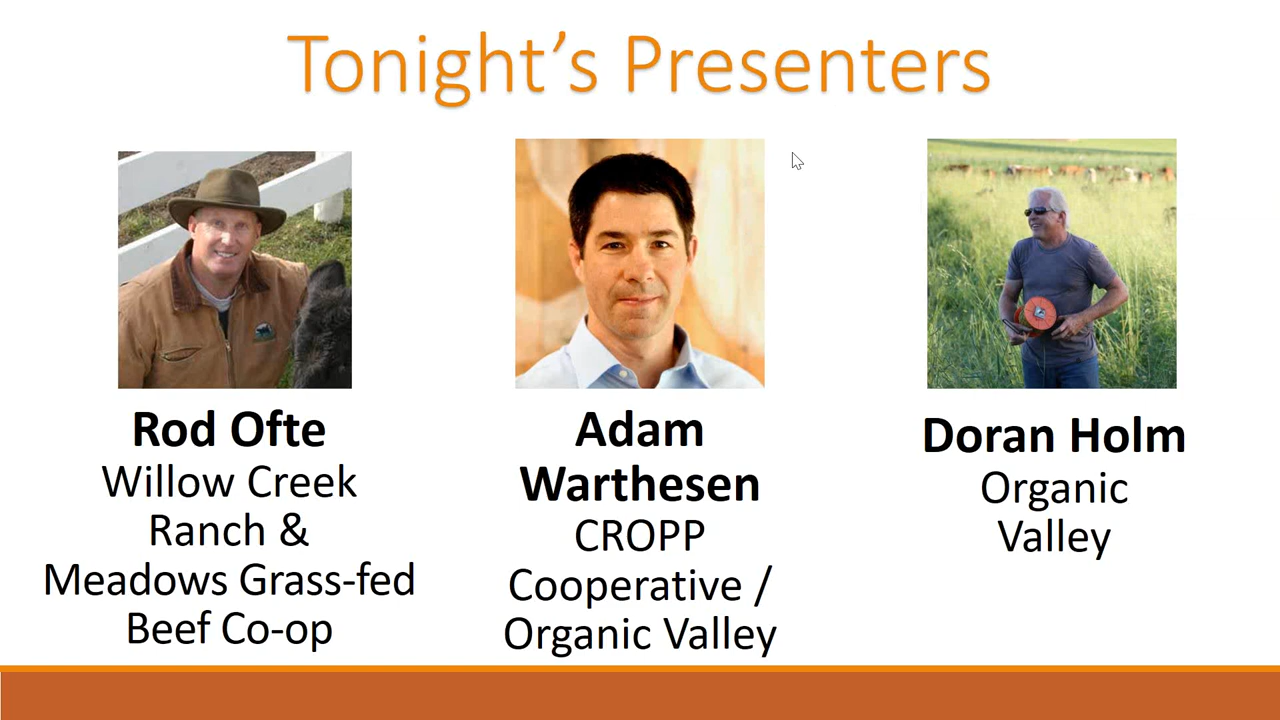 Tonight’s Presenters
Rod Ofte
Willow Creek
Ranch &
Meadows Grass-fed
Beef Co-op
Adam
Warthesen
CROPP
Cooperative /
Organic Valley
Doran Holm
Organic
Valley